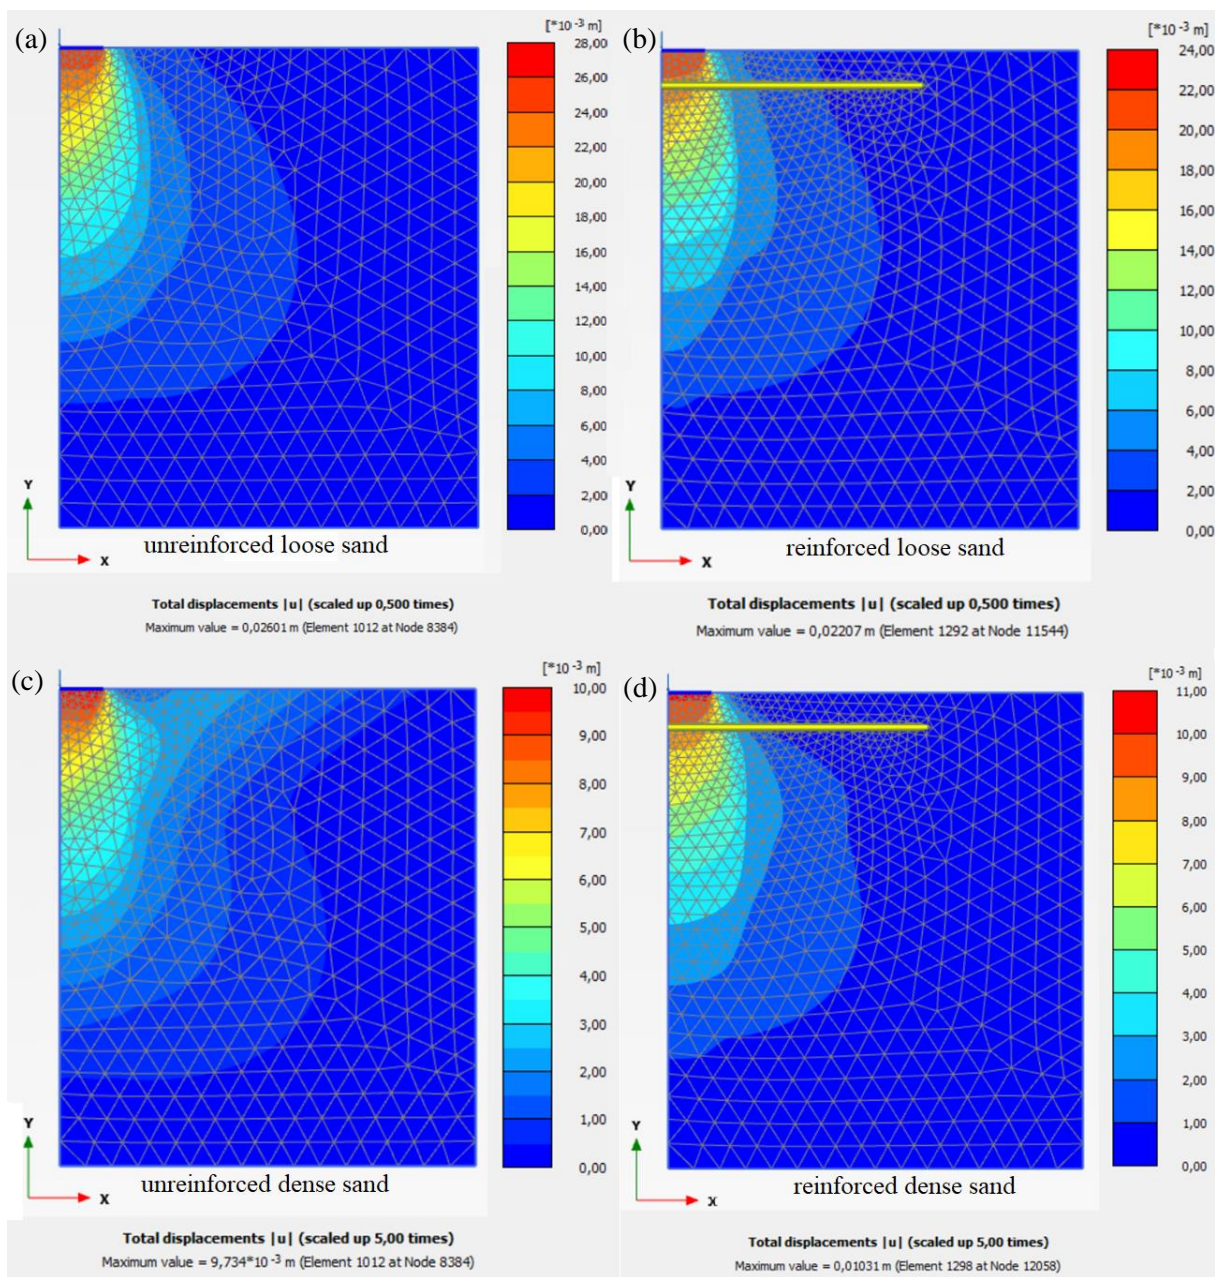 (a)
[*10 -3 m]
28,00
26,00
24,00
22,00
20,00
18,00
16,00
14,00
12,00
10,00
8,00
6,00
4,00
2,00
0,00
Y
X
unreinforced loose sand
Total displacements |u| (scaled up 0,500 times)
Maximum value = 0,02601 m (Element 1012 at Node 8384)
(b)
[*10 -3 m]
24,00
22,00
20,00
18,00
16,00
14,00
12,00
10,00
8,00
6,00
4,00
2,00
0,00
Y
X
reinforced loose sand
Total displacements |u| (scaled up 0,500 times)
Maximum value = 0,02207 m (Element 1292 at Node 11544)
(c)
[*10 -3 m]
10,00
9,00
8,00
7,00
6,00
5,00
4,00
3,00
2,00
1,00
0,00
Y
X
unreinforced dense sand
Total displacements |u| (scaled up 5,00 times)
Maximum value = 9,734*10 -3 m (Element 1012 at Node 8384)
(d)
[*10 -3 m]
11,00
10,00
9,00
8,00
7,00
6,00
5,00
4,00
3,00
2,00
1,00
0,00
Y
X
reinforced dense sand
Total displacements |u| (scaled up 5,00 times)
Maximum value = 0,01031 m (Element 1298 at Node 12058)